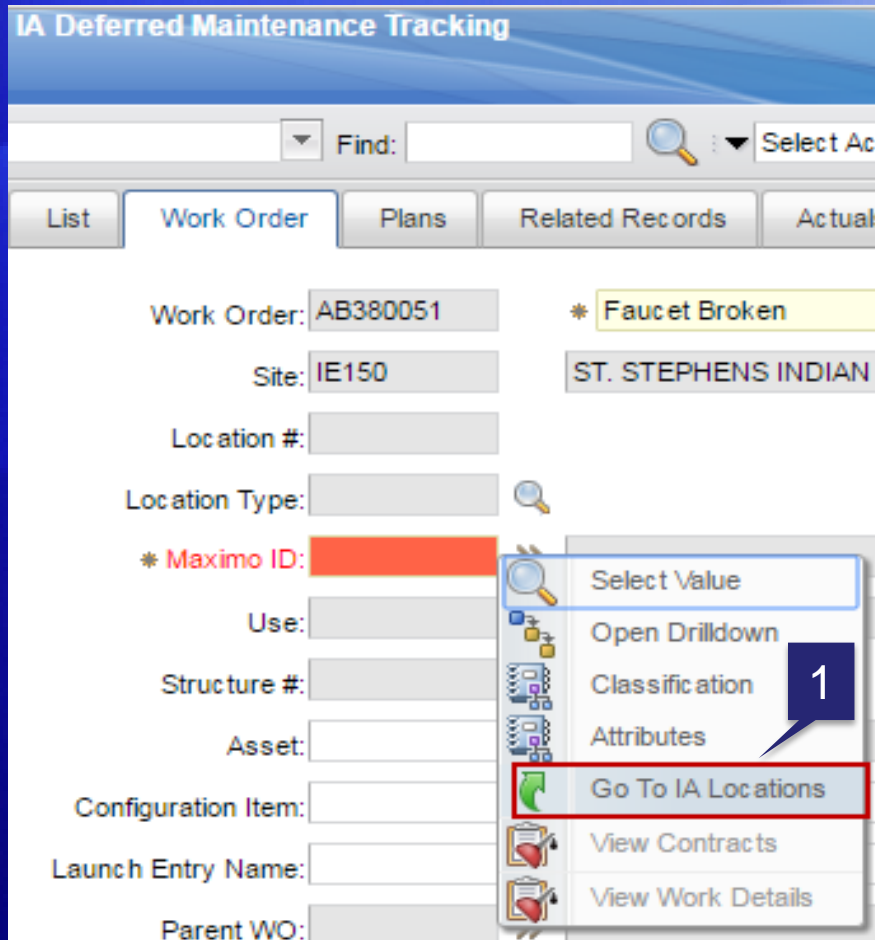 IA Deferred Maintenance Tracking
Find:
Select Ac
List Work Order Plans Related Records Actuals
Work Order: AB380051 * Faucet Broken
Site: IE150 ST. STEPHENS INDIAN
Location #:
Location Type:
* Maximo ID:
Select Value
Use:
Open Drilldown
Structure #:
Classification
1
Asset:
Attributes
Go To IA Locations
Configuration Item:
View Contracts
Launch Entry Name:
View Work Details
Parent WO: